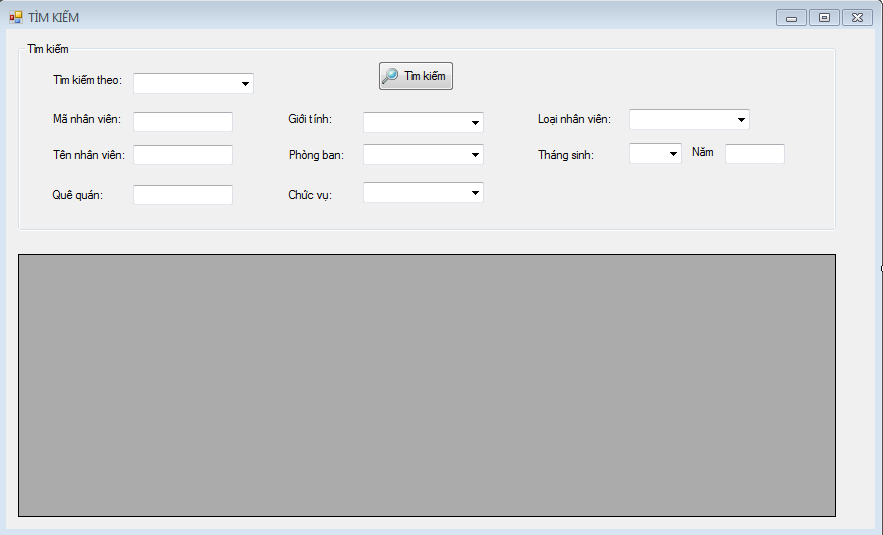 TÌM KIẾM
Tìm kiếm
Tìm kiếm theo:
Tìm kiếm
Mã nhân viên:
Giới tính:
Loại nhân viên:
Tên nhân viên:
Phòng ban:
Tháng sinh:
Năm
Quê quán:
Chức vụ: